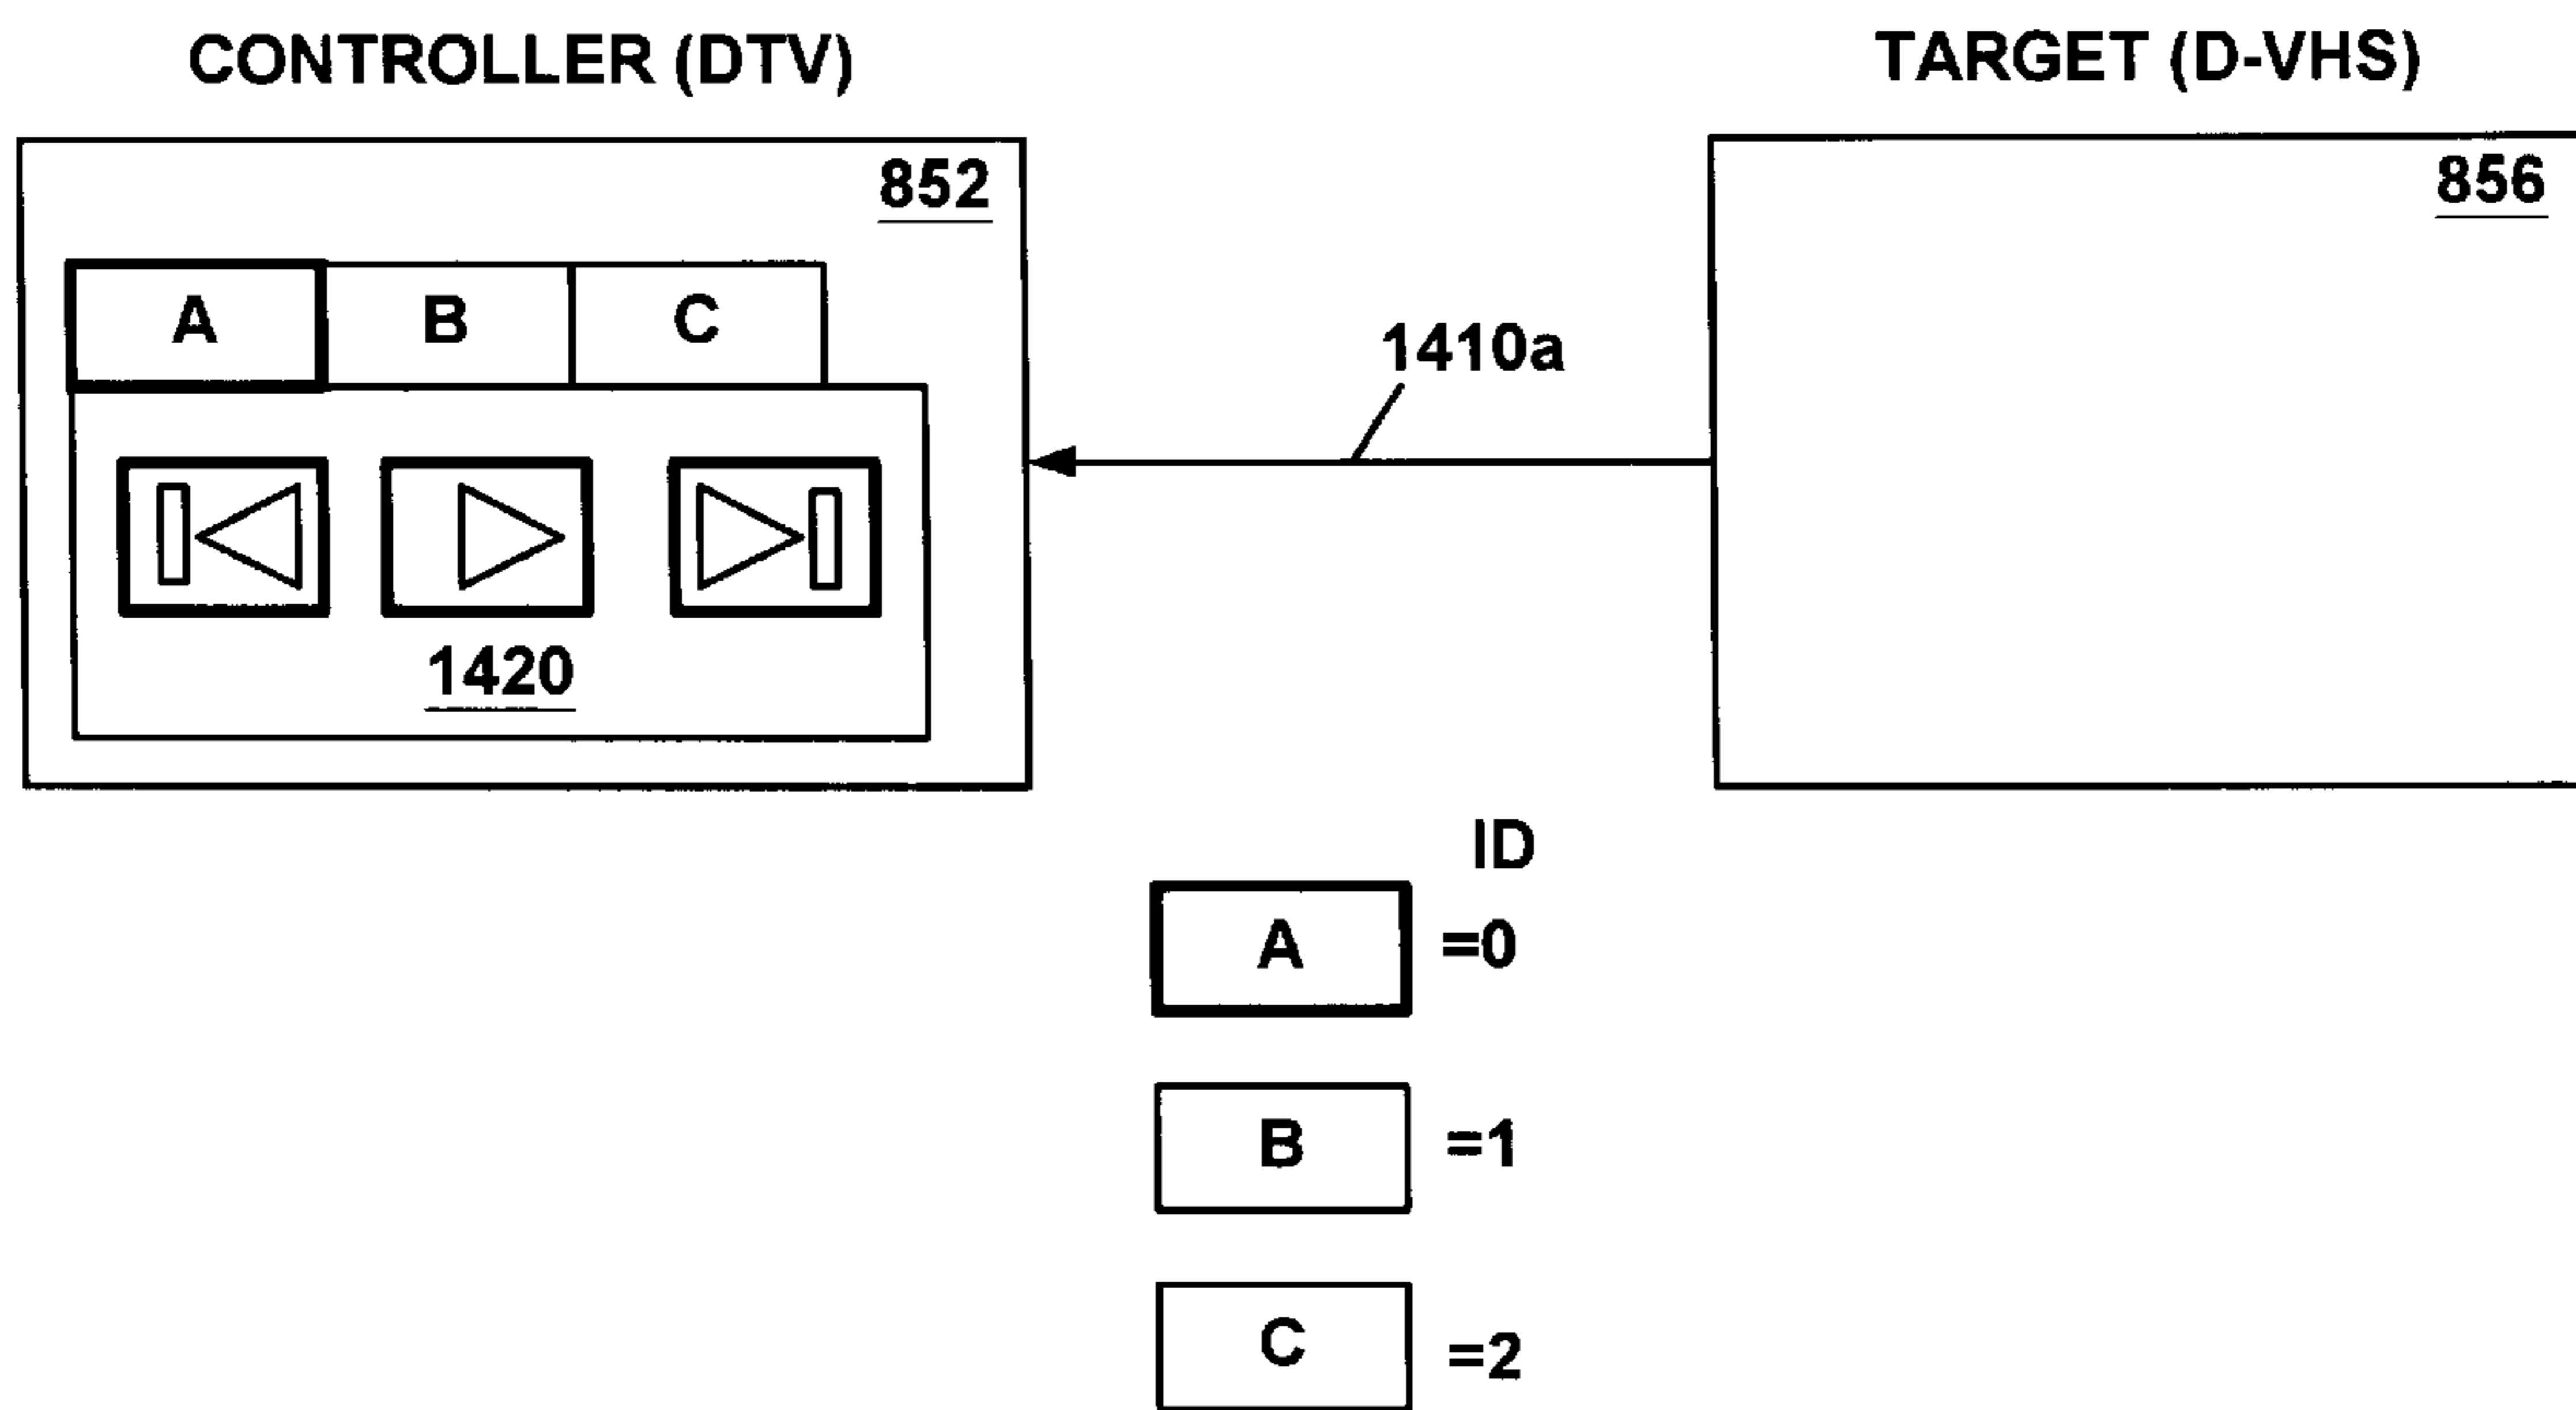 CONTROLLER (DTV)
TARGET (D-VHS)
852
856
A B C
1410a
1420
ID
A =0
B =1
C =2